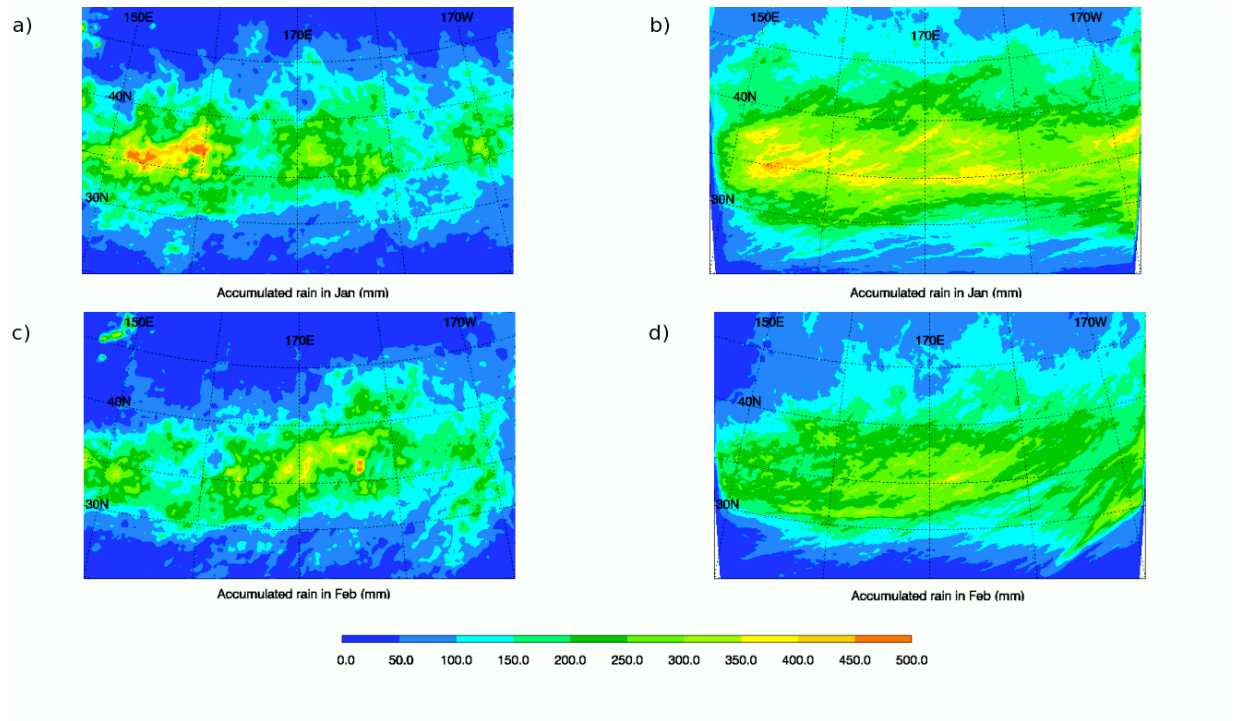 a)
150E
170W
170E
40N
30N
Accumulated rain in Jan (mm)
b)
150E
170W
170E
40N
30N
Accumulated rain in Jan (mm)
c)
150E
170W
170E
40N
30N
Accumulated rain in Feb (mm)
d)
150E
170W
170E
40N
30N
Accumulated rain in Feb (mm)
0.0 50.0 100.0 150.0 200.0 250.0 300.0 350.0 400.0 450.0 500.0